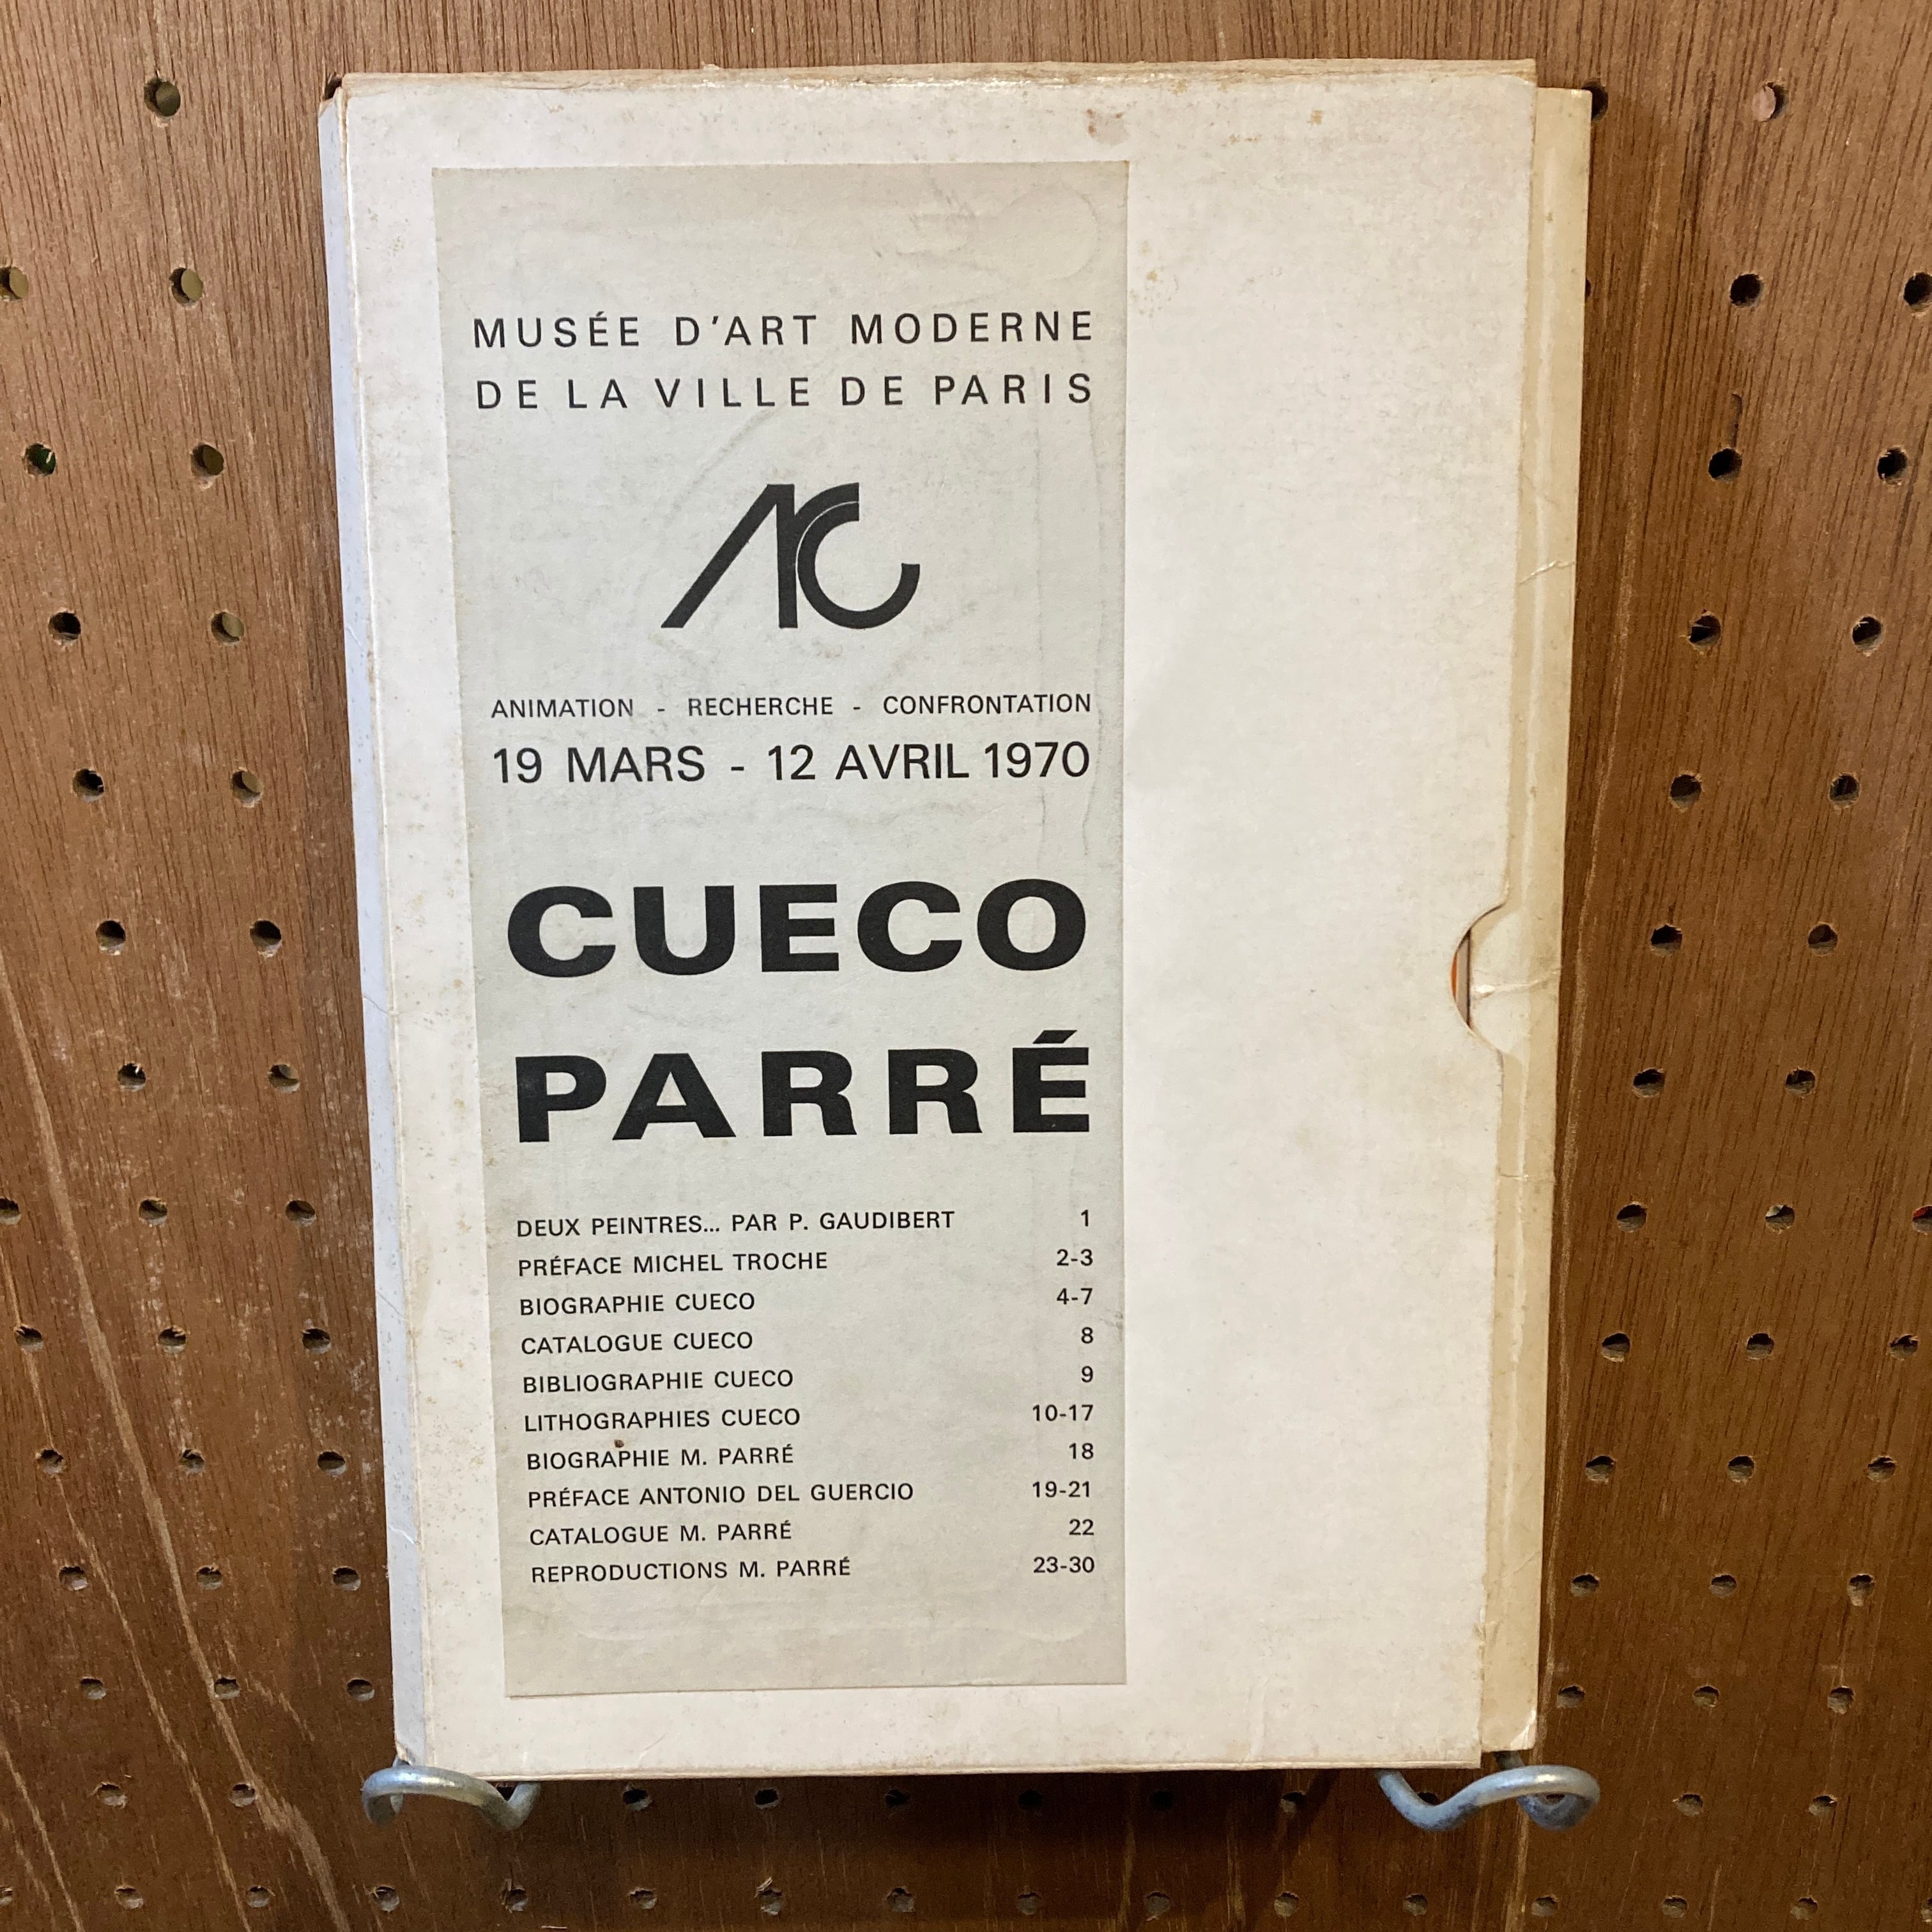 MUSÉE D'ART MODERNE
DE LA VILLE DE PARIS
ARC
ANIMATION - RECHERCHE - CONFRONTATION
19 MARS - 12 AVRIL 1970
CUECO
PARRÉ
DEUX PEINTRES... PAR P. GAUDIBERT 1
PRÉFACE MICHEL TROCHE 2-3
BIOGRAPHIE CUECO 4-7
CATALOGUE CUECO 8
BIBLIOGRAPHIE CUECO 9
LITHOGRAPHIES CUECO 10-17
BIOGRAPHIE M. PARRÉ 18
PRÉFACE ANTONIO DEL GUERCIO 19-21
CATALOGUE M. PARRÉ 22
REPRODUCTIONS M. PARRÉ 23-30